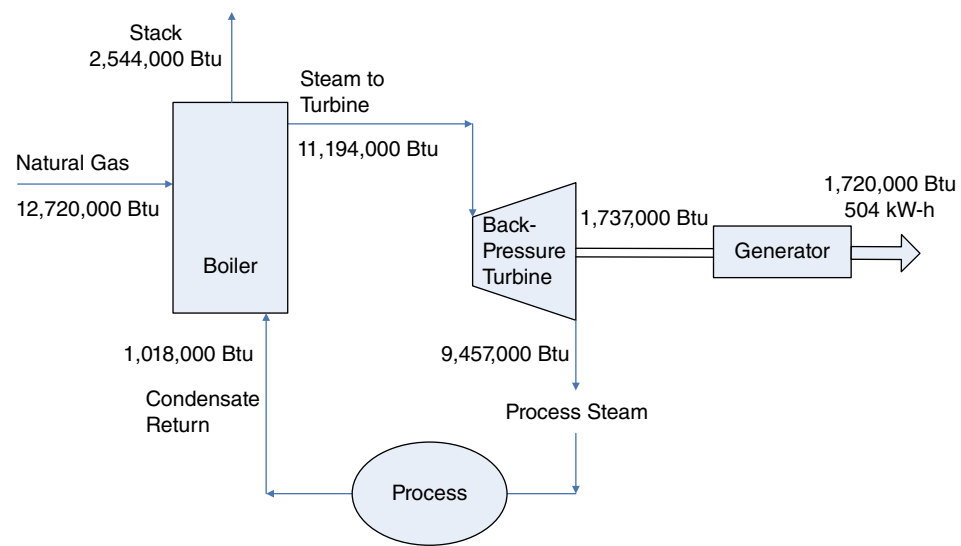 Stack
2,544,000 Btu
Steam to
Turbine
11,194,000 Btu
Natural Gas
12,720,000 Btu
Boiler
Back-
Pressure
Turbine
1,737,000 Btu
Generator
1,720,000 Btu
504 kW-h
1,018,000 Btu
9,457,000 Btu
Condensate
Return
Process Steam
Process